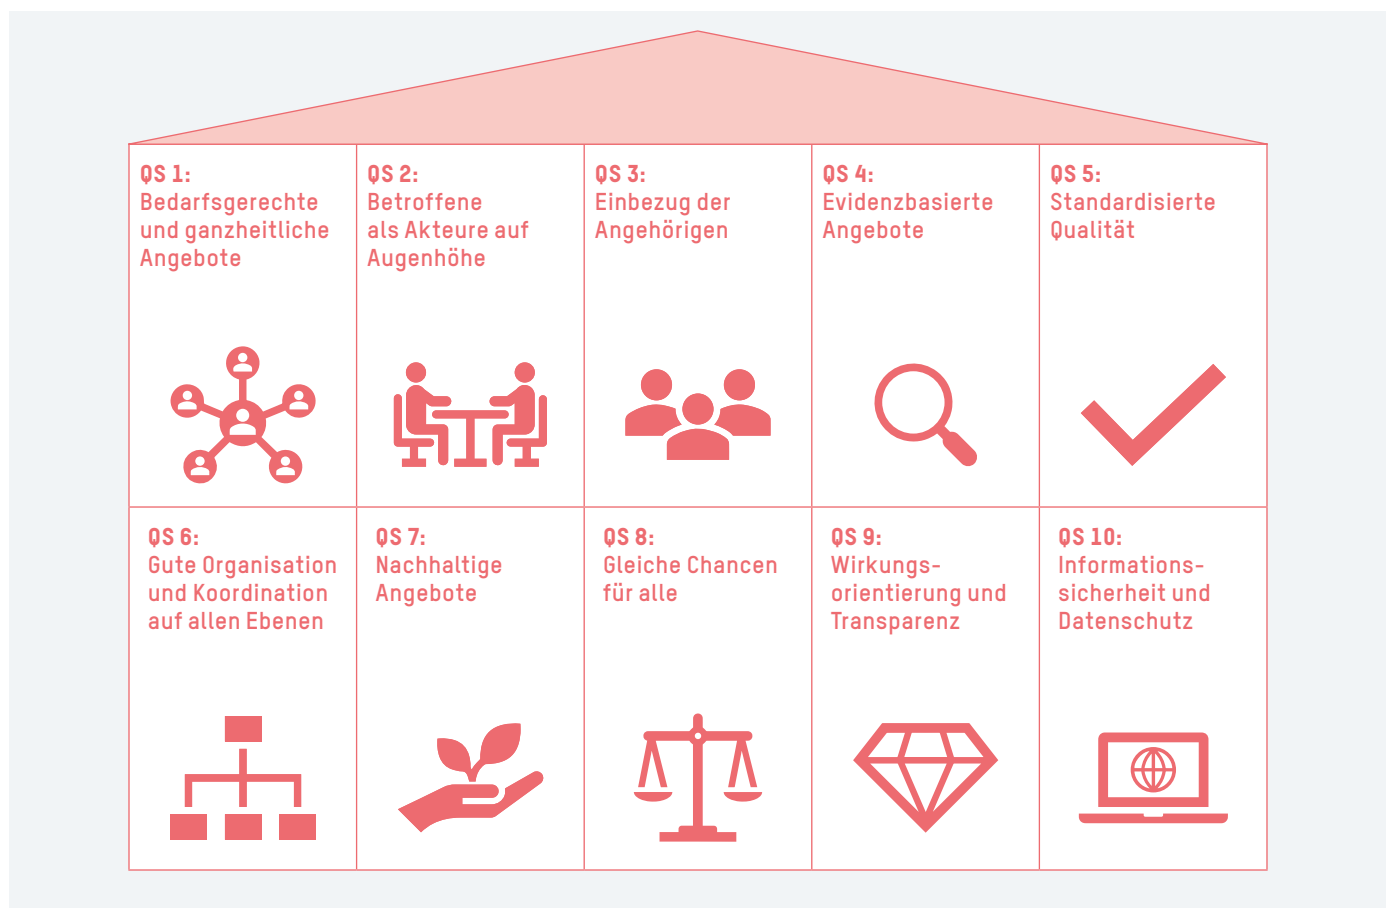 QS 1:
Bedarfsgerechte
und ganzheitliche
Angebote
QS 2:
Betroffene
als Akteure auf
Augenhöhe
QS 3:
Einbezug der
Angehörigen
QS 4:
Evidenzbasierte
Angebote
QS 5:
Standardisierte
Qualität
QS 6:
Gute Organisation
und Koordination
auf allen Ebenen
QS 7:
Nachhaltige
Angebote
QS 8:
Gleiche Chancen
für alle
QS 9:
Wirkungs-
orientierung und
Transparenz
QS 10:
Informations-
sicherheit und
Datenschutz